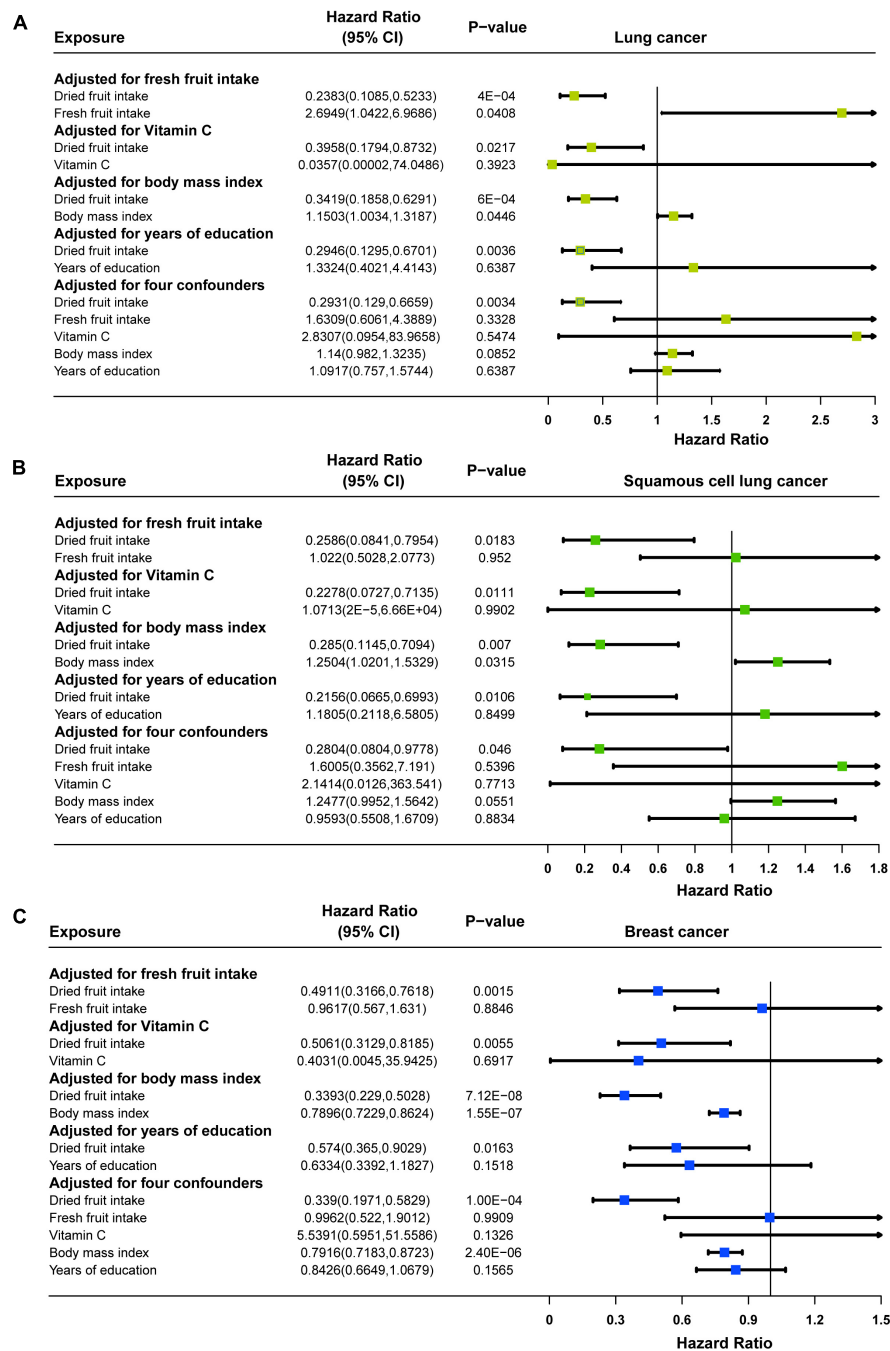 A
Exposure Hazard Ratio (95% CI) P−value Lung cancer
Adjusted for fresh fruit intake
Dried fruit intake 0.2383(0.1085,0.5233) 4E−04
Fresh fruit intake 2.6949(1.0422,6.9686) 0.0408
Adjusted for Vitamin C
Dried fruit intake 0.3958(0.1794,0.8732) 0.0217
Vitamin C 0.0357(0.00002,74.0486) 0.3923
Adjusted for body mass index
Dried fruit intake 0.3419(0.1858,0.6291) 6E−04
Body mass index 1.1503(1.0034,1.3187) 0.0446
Adjusted for years of education
Dried fruit intake 0.2946(0.1295,0.6701) 0.0036
Years of education 1.3324(0.4021,4.4143) 0.6387
Adjusted for four confounders
Dried fruit intake 0.2931(0.129,0.6659) 0.0034
Fresh fruit intake 1.6309(0.6061,4.3889) 0.3328
Vitamin C 2.8307(0.0954,83.9658) 0.5474
Body mass index 1.14(0.982,1.3235) 0.0852
Years of education 1.0917(0.757,1.5744) 0.6387
0 0.5 1 1.5 2 2.5 3
Hazard Ratio
B
Exposure Hazard Ratio (95% CI) P−value Squamous cell lung cancer
Adjusted for fresh fruit intake
Dried fruit intake 0.2586(0.0841,0.7954) 0.0183
Fresh fruit intake 1.022(0.5028,2.0773) 0.952
Adjusted for Vitamin C
Dried fruit intake 0.2278(0.0727,0.7135) 0.0111
Vitamin C 1.0713(2E−5,6.66E+04) 0.9902
Adjusted for body mass index
Dried fruit intake 0.285(0.1145,0.7094) 0.007
Body mass index 1.2504(1.0201,1.5329) 0.0315
Adjusted for years of education
Dried fruit intake 0.2156(0.0665,0.6993) 0.0106
Years of education 1.1805(0.2118,6.5805) 0.8499
Adjusted for four confounders
Dried fruit intake 0.2804(0.0804,0.9778) 0.046
Fresh fruit intake 1.6005(0.3562,7.191) 0.5396
Vitamin C 2.1414(0.0126,363.541) 0.7713
Body mass index 1.2477(0.9952,1.5642) 0.0551
Years of education 0.9593(0.5508,1.6709) 0.8834
0 0.2 0.4 0.6 0.8 1 1.2 1.4 1.6 1.8
Hazard Ratio
C
Exposure Hazard Ratio (95% CI) P−value Breast cancer
Adjusted for fresh fruit intake
Dried fruit intake 0.4911(0.3166,0.7618) 0.0015
Fresh fruit intake 0.9617(0.567,1.631) 0.8846
Adjusted for Vitamin C
Dried fruit intake 0.5061(0.3129,0.8185) 0.0055
Vitamin C 0.4031(0.0045,35.9425) 0.6917
Adjusted for body mass index
Dried fruit intake 0.3393(0.229,0.5028) 7.12E−08
Body mass index 0.7896(0.7229,0.8624) 1.55E−07
Adjusted for years of education
Dried fruit intake 0.574(0.365,0.9029) 0.0163
Years of education 0.6334(0.3392,1.1827) 0.1518
Adjusted for four confounders
Dried fruit intake 0.339(0.1971,0.5829) 1.00E−04
Fresh fruit intake 0.9962(0.522,1.9012) 0.9909
Vitamin C 5.5391(0.5951,51.5586) 0.1326
Body mass index 0.7916(0.7183,0.8723) 2.40E−06
Years of education 0.8426(0.6649,1.0679) 0.1565
0 0.3 0.6 0.9 1.2 1.5
Hazard Ratio